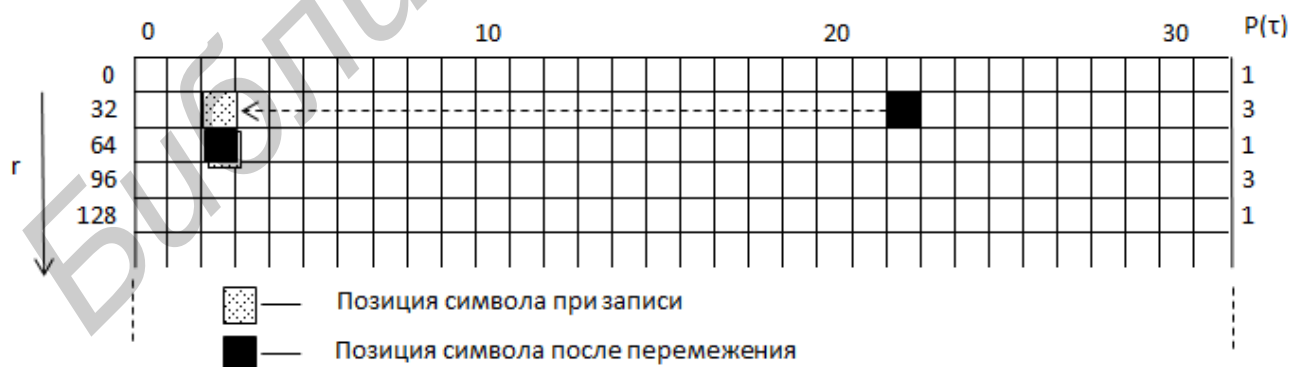 0 10 20 30 P(τ)
0 1
32 3
64 1
r
96 3
128 1
Позиция символа при записи
Позиция символа после перемежения
Библи